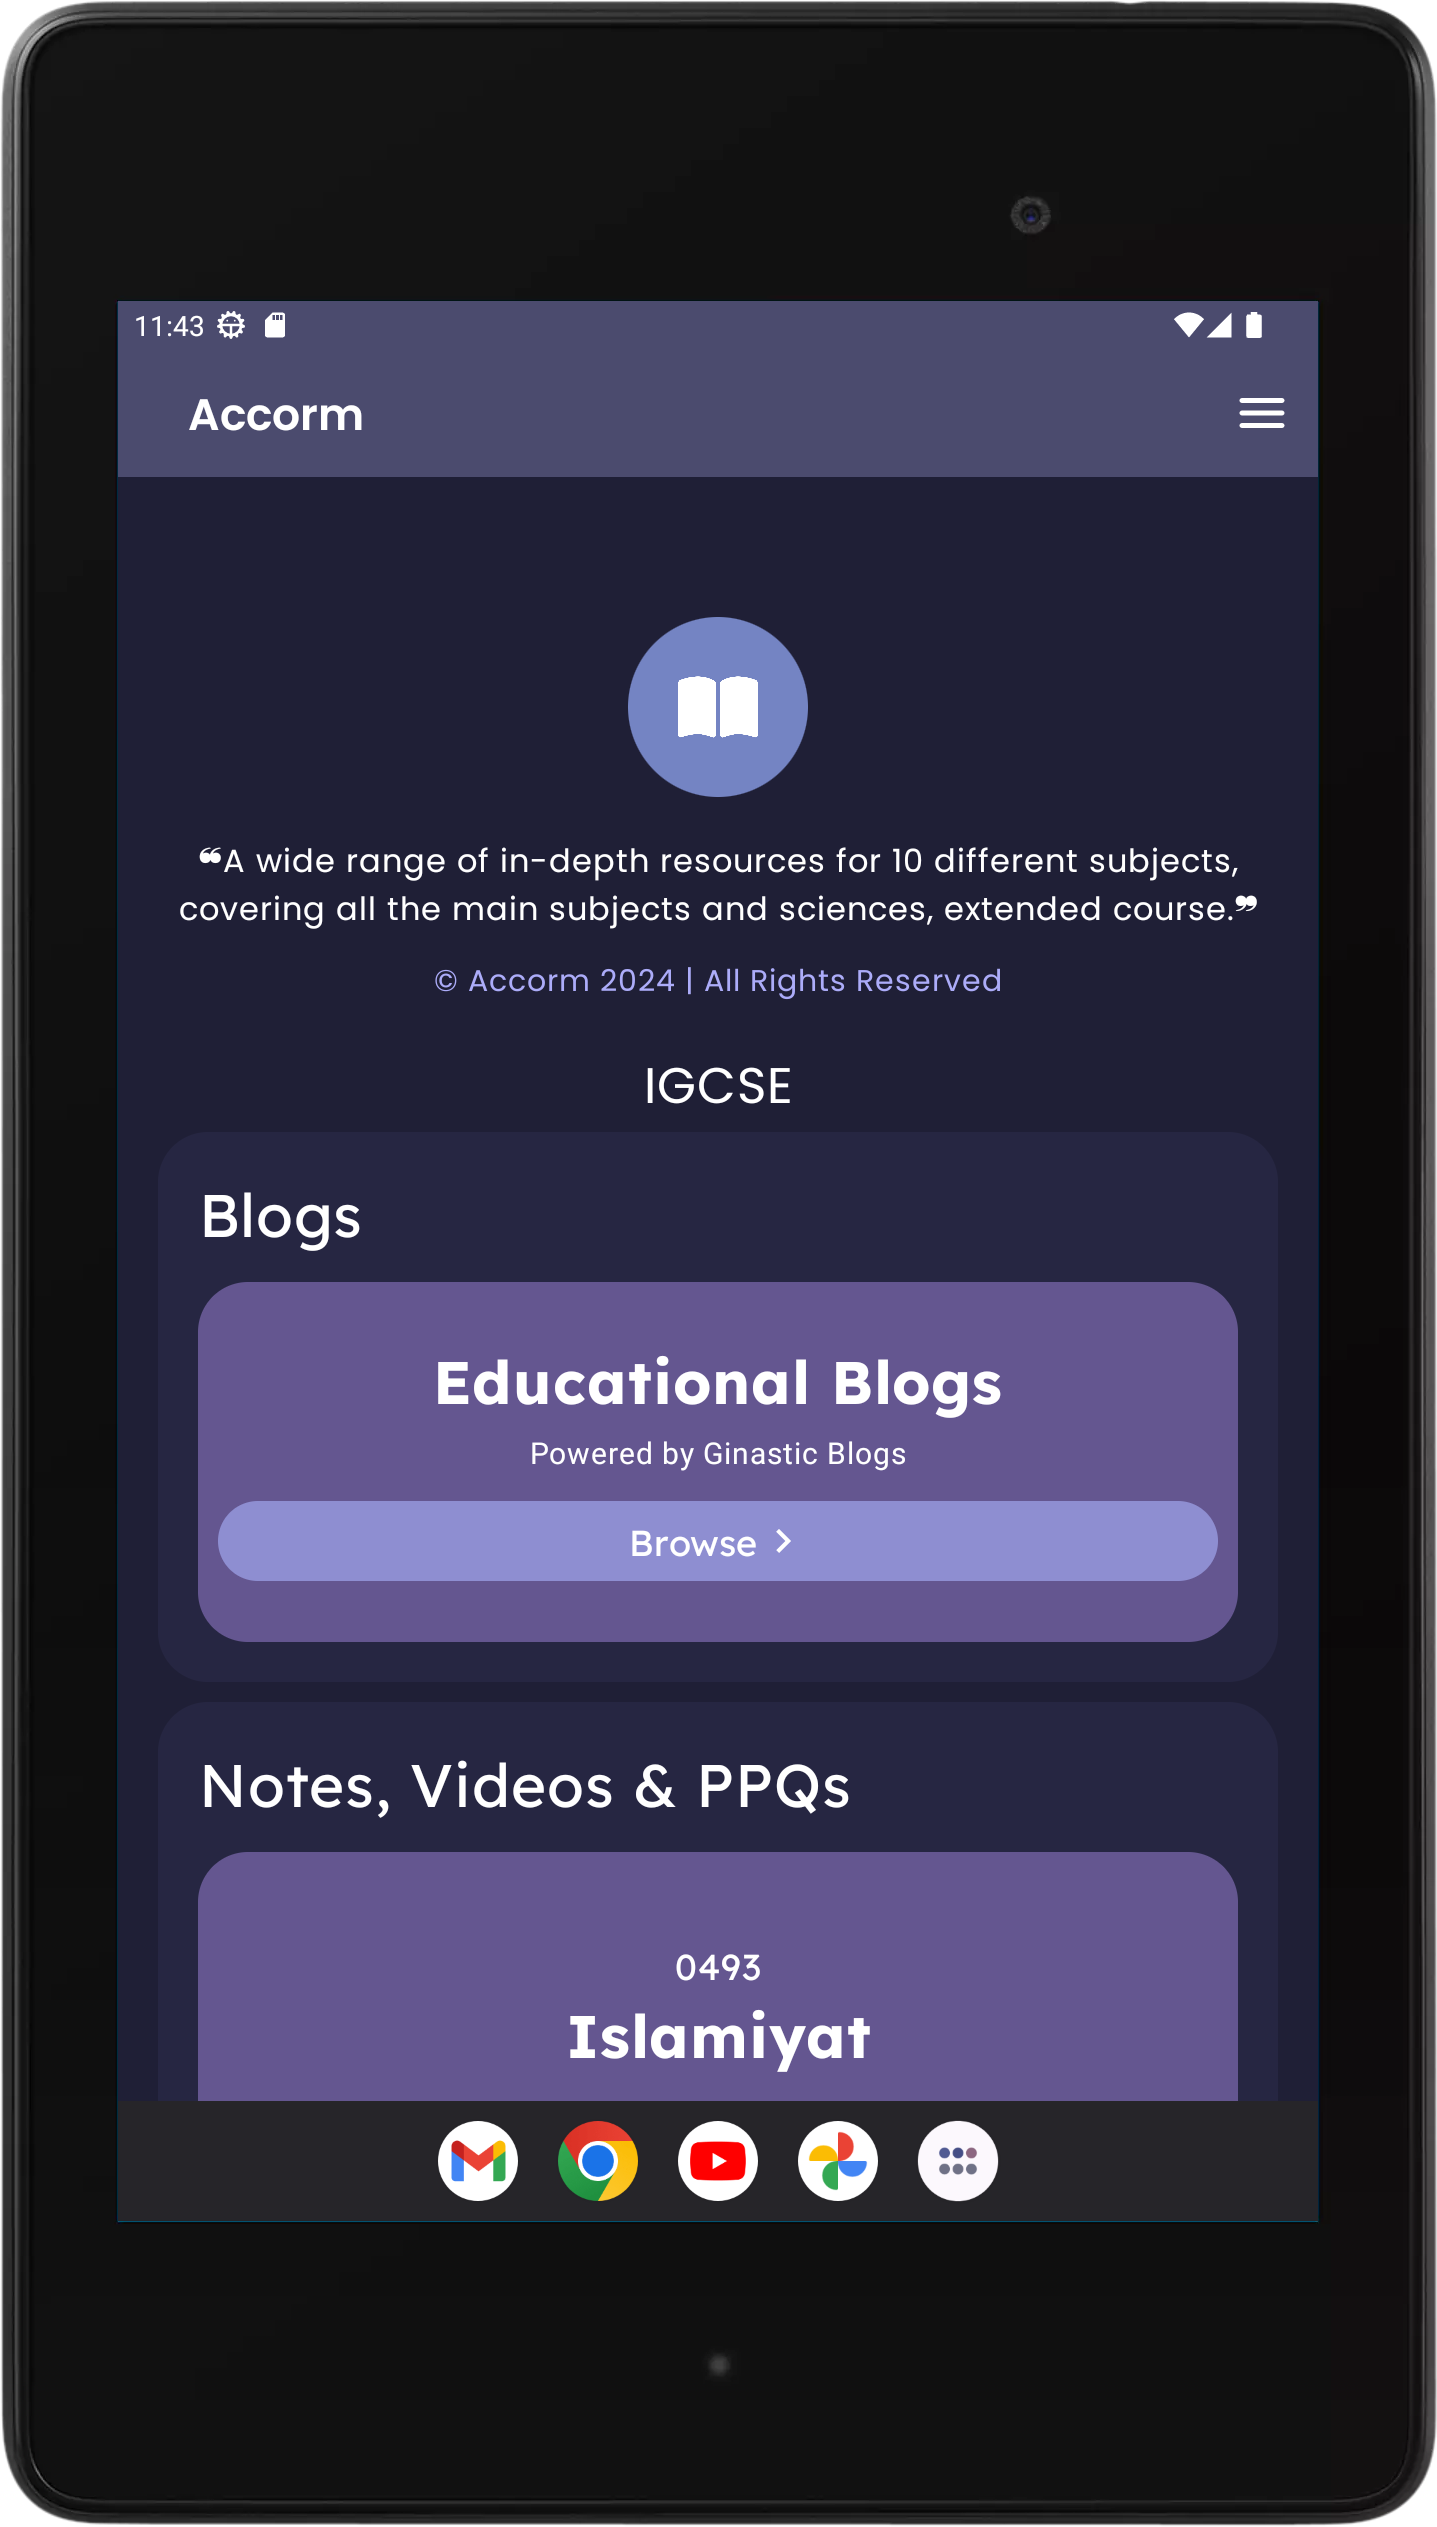 11:43
Accorm
❝A wide range of in-depth resources for 10 different subjects,
covering all the main subjects and sciences, extended course.❞
© Accorm 2024 | All Rights Reserved
IGCSE
Blogs
Educational Blogs
Powered by Ginastic Blogs
Browse
Notes, Videos & PPQs
0493
Islamiyat